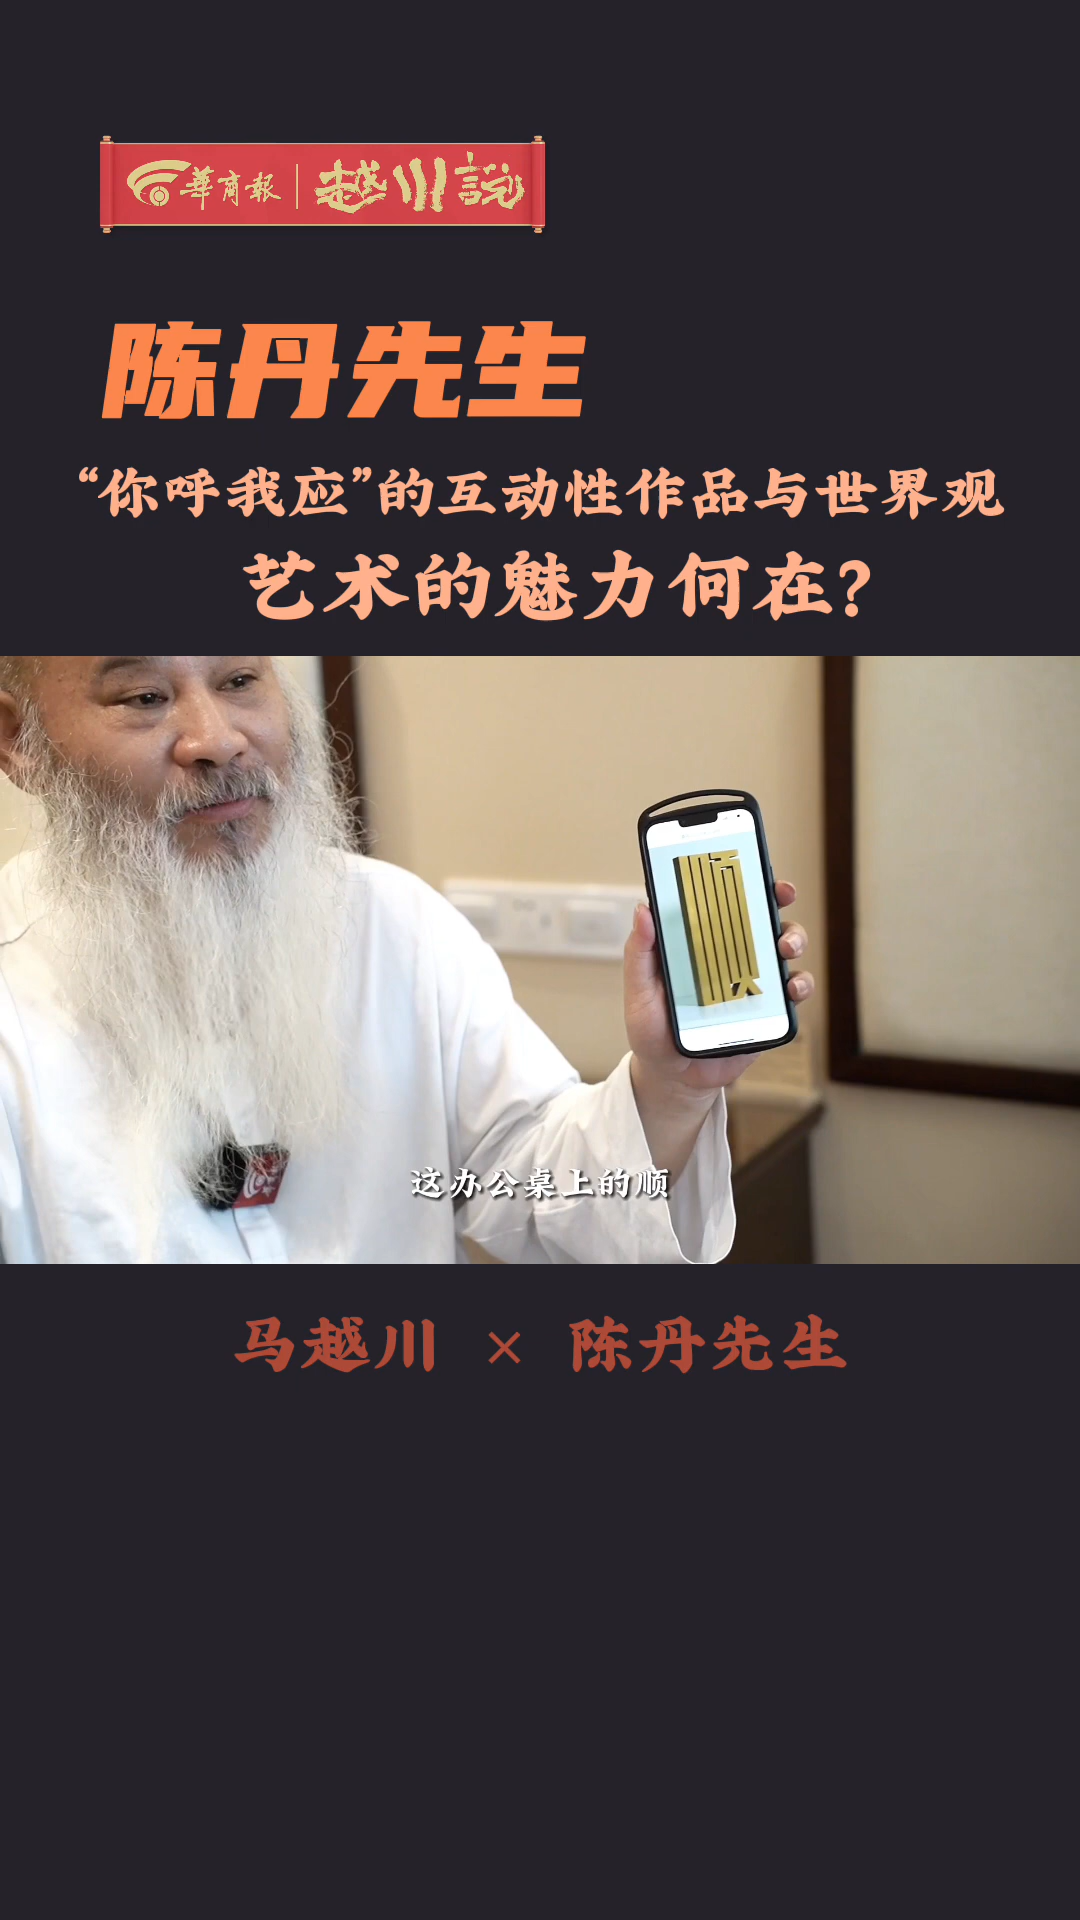 華商報 | 越川説
陈丹先生
“你呼我应”的互动性作品与世界观
艺术的魅力何在?
順
这办公桌上的顺
马越川 × 陈丹先生